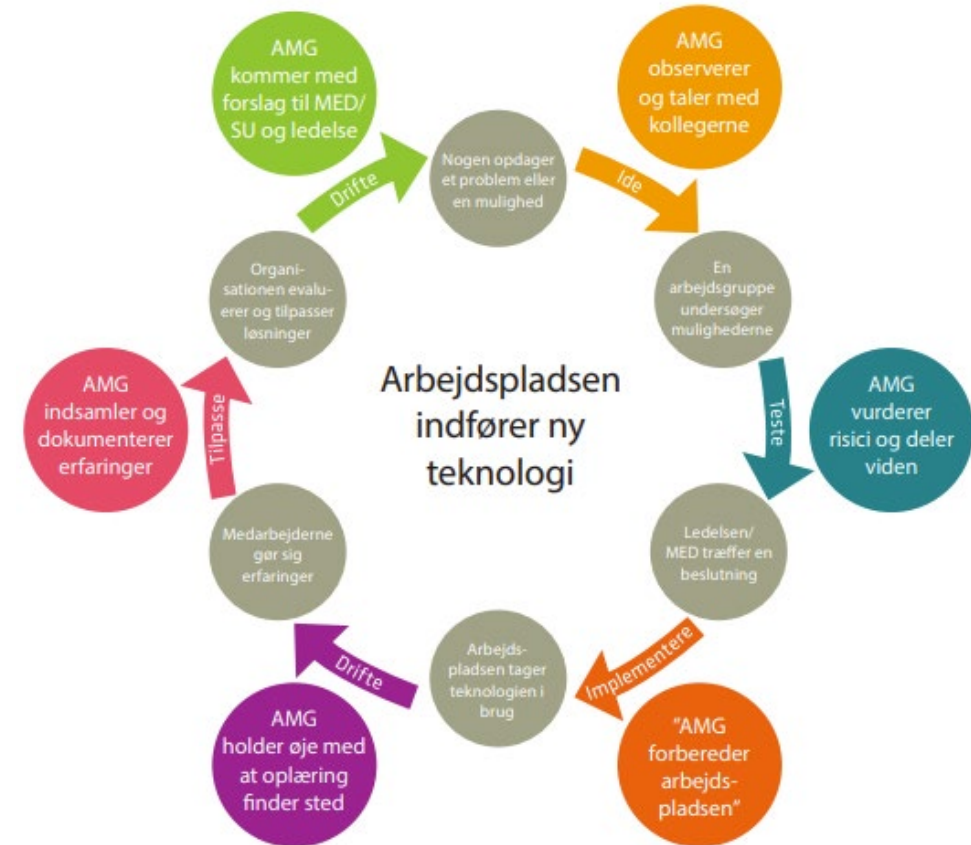 Arbejdspladsen
indfører ny
teknologi
Nogen opdager
et problem eller
en mulighed
Ide
AMG
observerer
og taler med
kollegerne
En
arbejdsgruppe
undersøger
mulighederne
Teste
AMG
vurderer
risici og deler
viden
Ledelsen/
MED træffer en
beslutning
Implementere
"AMG
forbereder
arbejds-
pladsen"
Arbejds-
pladsen tager
teknologien i
brug
Drifte
AMG
holder øje med
at oplæring
finder sted
Medarbejderne
gør sig
erfaringer
Tilpasse
AMG
indsamler og
dokumenterer
erfaringer
Organi-
sationen evalu-
erer og tilpasser
løsninger
Drifte
AMG
kommer med
forslag til MED/
SU og ledelse